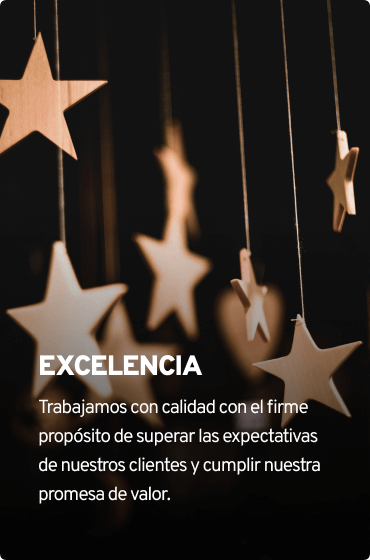 EXCELENCIA
Trabajamos con calidad con el firme
propósito de superar las expectativas
de nuestros clientes y cumplir nuestra
promesa de valor.